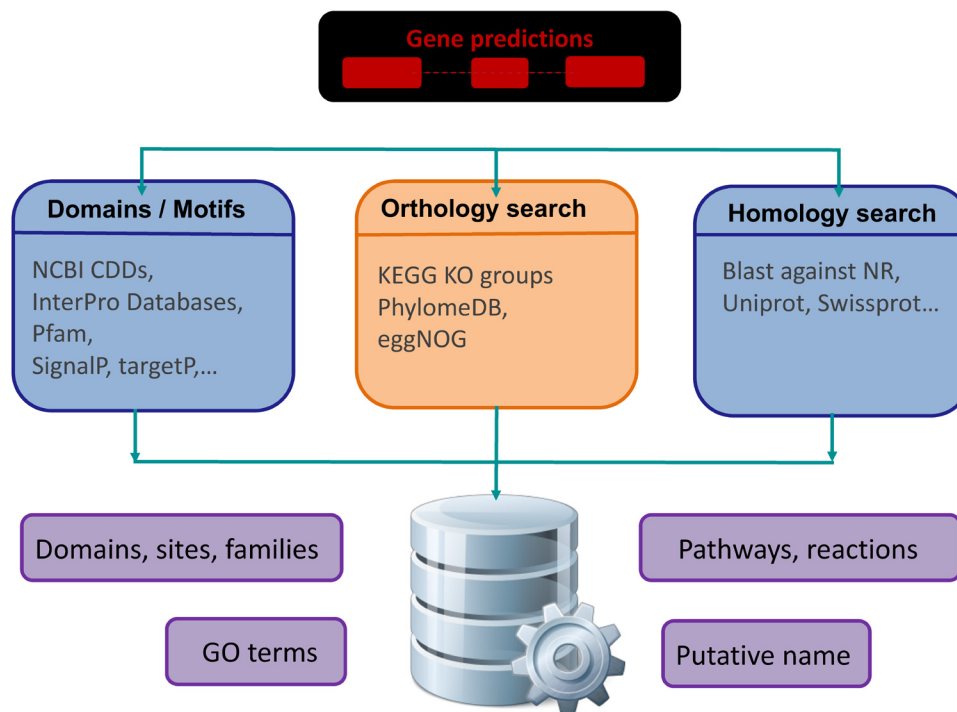 Gene predictions
Domains / Motifs
NCBI CDDs,
InterPro Databases,
Pfam,
SignalP, targetP,...
Orthology search
KEGG KO groups
PhylomeDB,
eggNOG
Homology search
Blast against NR,
Uniprot, Swissprot...
Domains, sites, families
Pathways, reactions
GO terms
Putative name